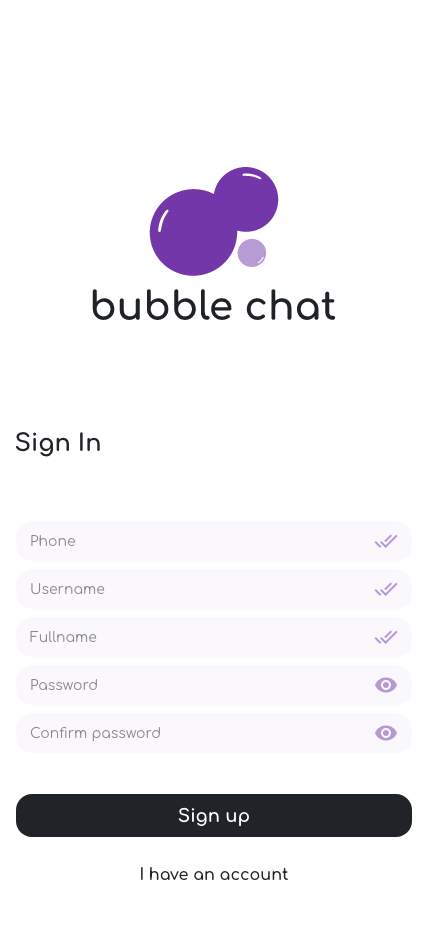 bubble chat
Sign In
Phone
Username
Fullname
Password
Confirm password
Sign up
I have an account